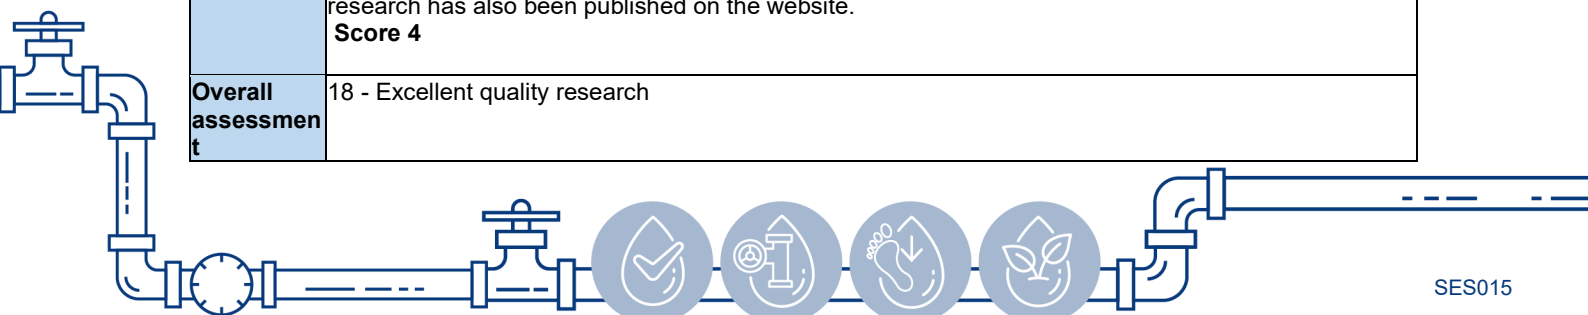 research has also been published on the website.
Score 4
Overall
assessmen
t
18 - Excellent quality research
SES015